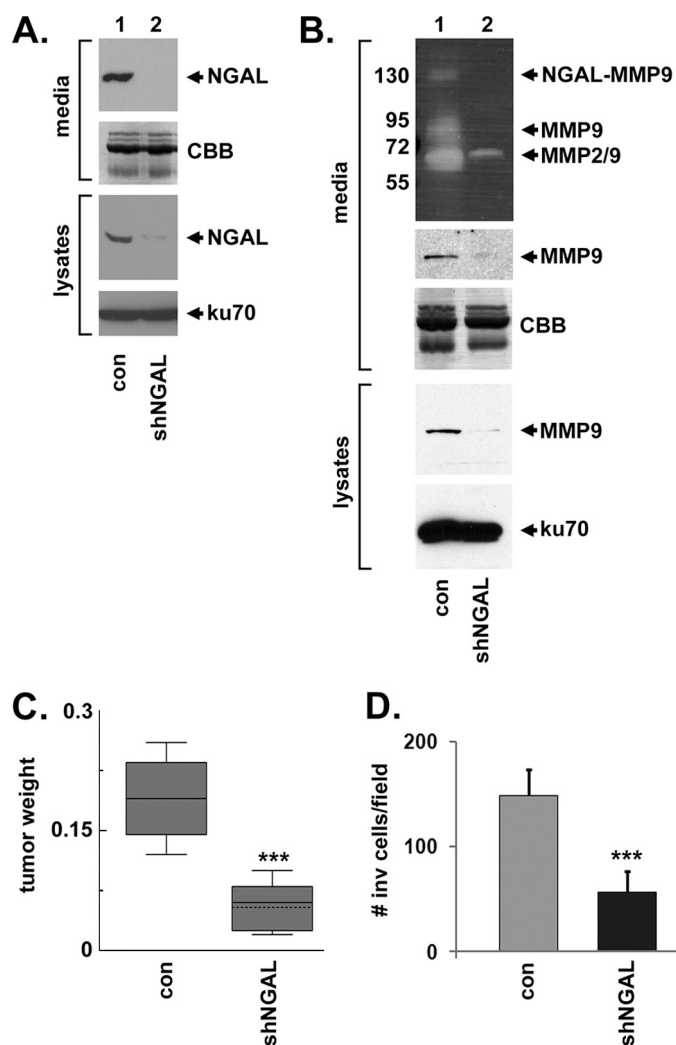 A.
1 2
media
NGAL
CBB
lysates
NGAL
ku70
con
shNGAL
B.
1 2
media
130
95
72
55
NGAL-MMP9
MMP9
MMP2/9
MMP9
CBB
lysates
MMP9
ku70
con
shNGAL
C.
tumor weight
0.3
0.15
0
***
con
shNGAL
D.
# inv cells/field
200
150
100
50
0
***
con
shNGAL